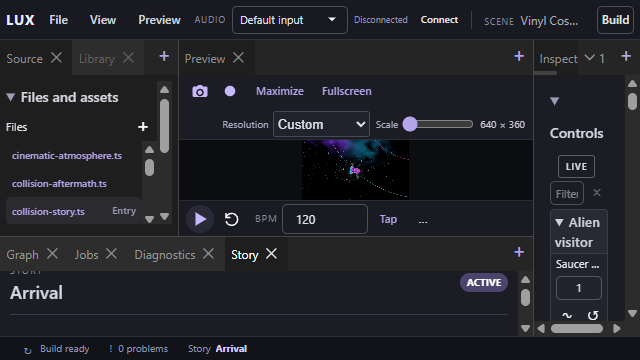 LUX File View Preview AUDIO Default input Disconnected Connect SCENE Vinyl Cos... Build
Source Library + Preview + Inspect 1 +
Files and assets
Files +
cinematic-atmosphere.ts
collision-aftermath.ts
collision-story.ts Entry
Maximize Fullscreen
Resolution Custom Scale 640 × 360
BPM 120 Tap ...
Controls
LIVE
Filter
Alien
visitor
Saucer ...
1
Graph Jobs Diagnostics Story +
STORY
Arrival ACTIVE
Build ready ! 0 problems Story Arrival